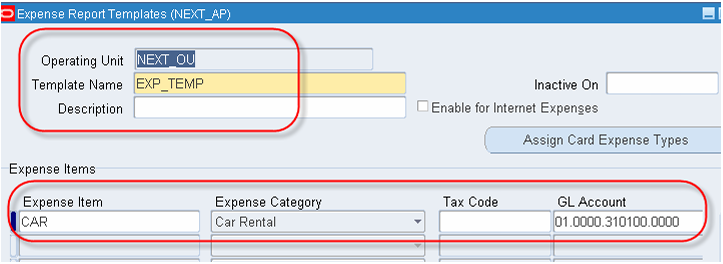 Expense Report Templates (NEXT_AP)
Operating Unit NEXT_OU
Template Name EXP_TEMP
Inactive On
Description
Enable for Internet Expenses
Assign Card Expense Types
Expense Items
Expense Item Expense Category Tax Code GL Account
CAR Car Rental 01.0000.310100.0000